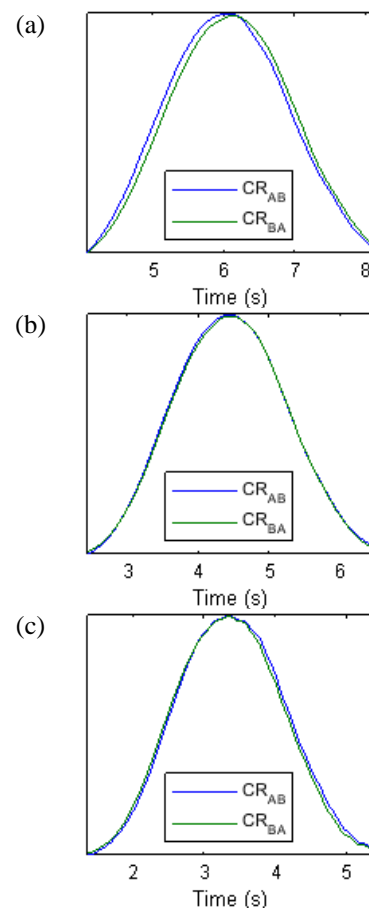 (a)
CR_AB
CR_BA
5 6 7 8
Time (s)
(b)
CR_AB
CR_BA
3 4 5 6
Time (s)
(c)
CR_AB
CR_BA
2 3 4 5
Time (s)